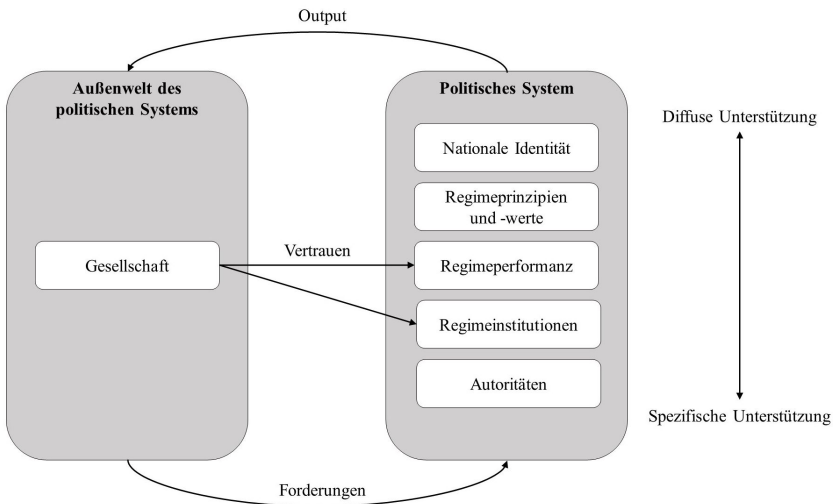 Output
Außenwelt des
politischen Systems
Gesellschaft
Vertrauen
Politisches System
Nationale Identität
Regimeprinzipien
und -werte
Regimeperformanz
Regimeinstitutionen
Autoritäten
Diffuse Unterstützung
Spezifische Unterstützung
Forderungen